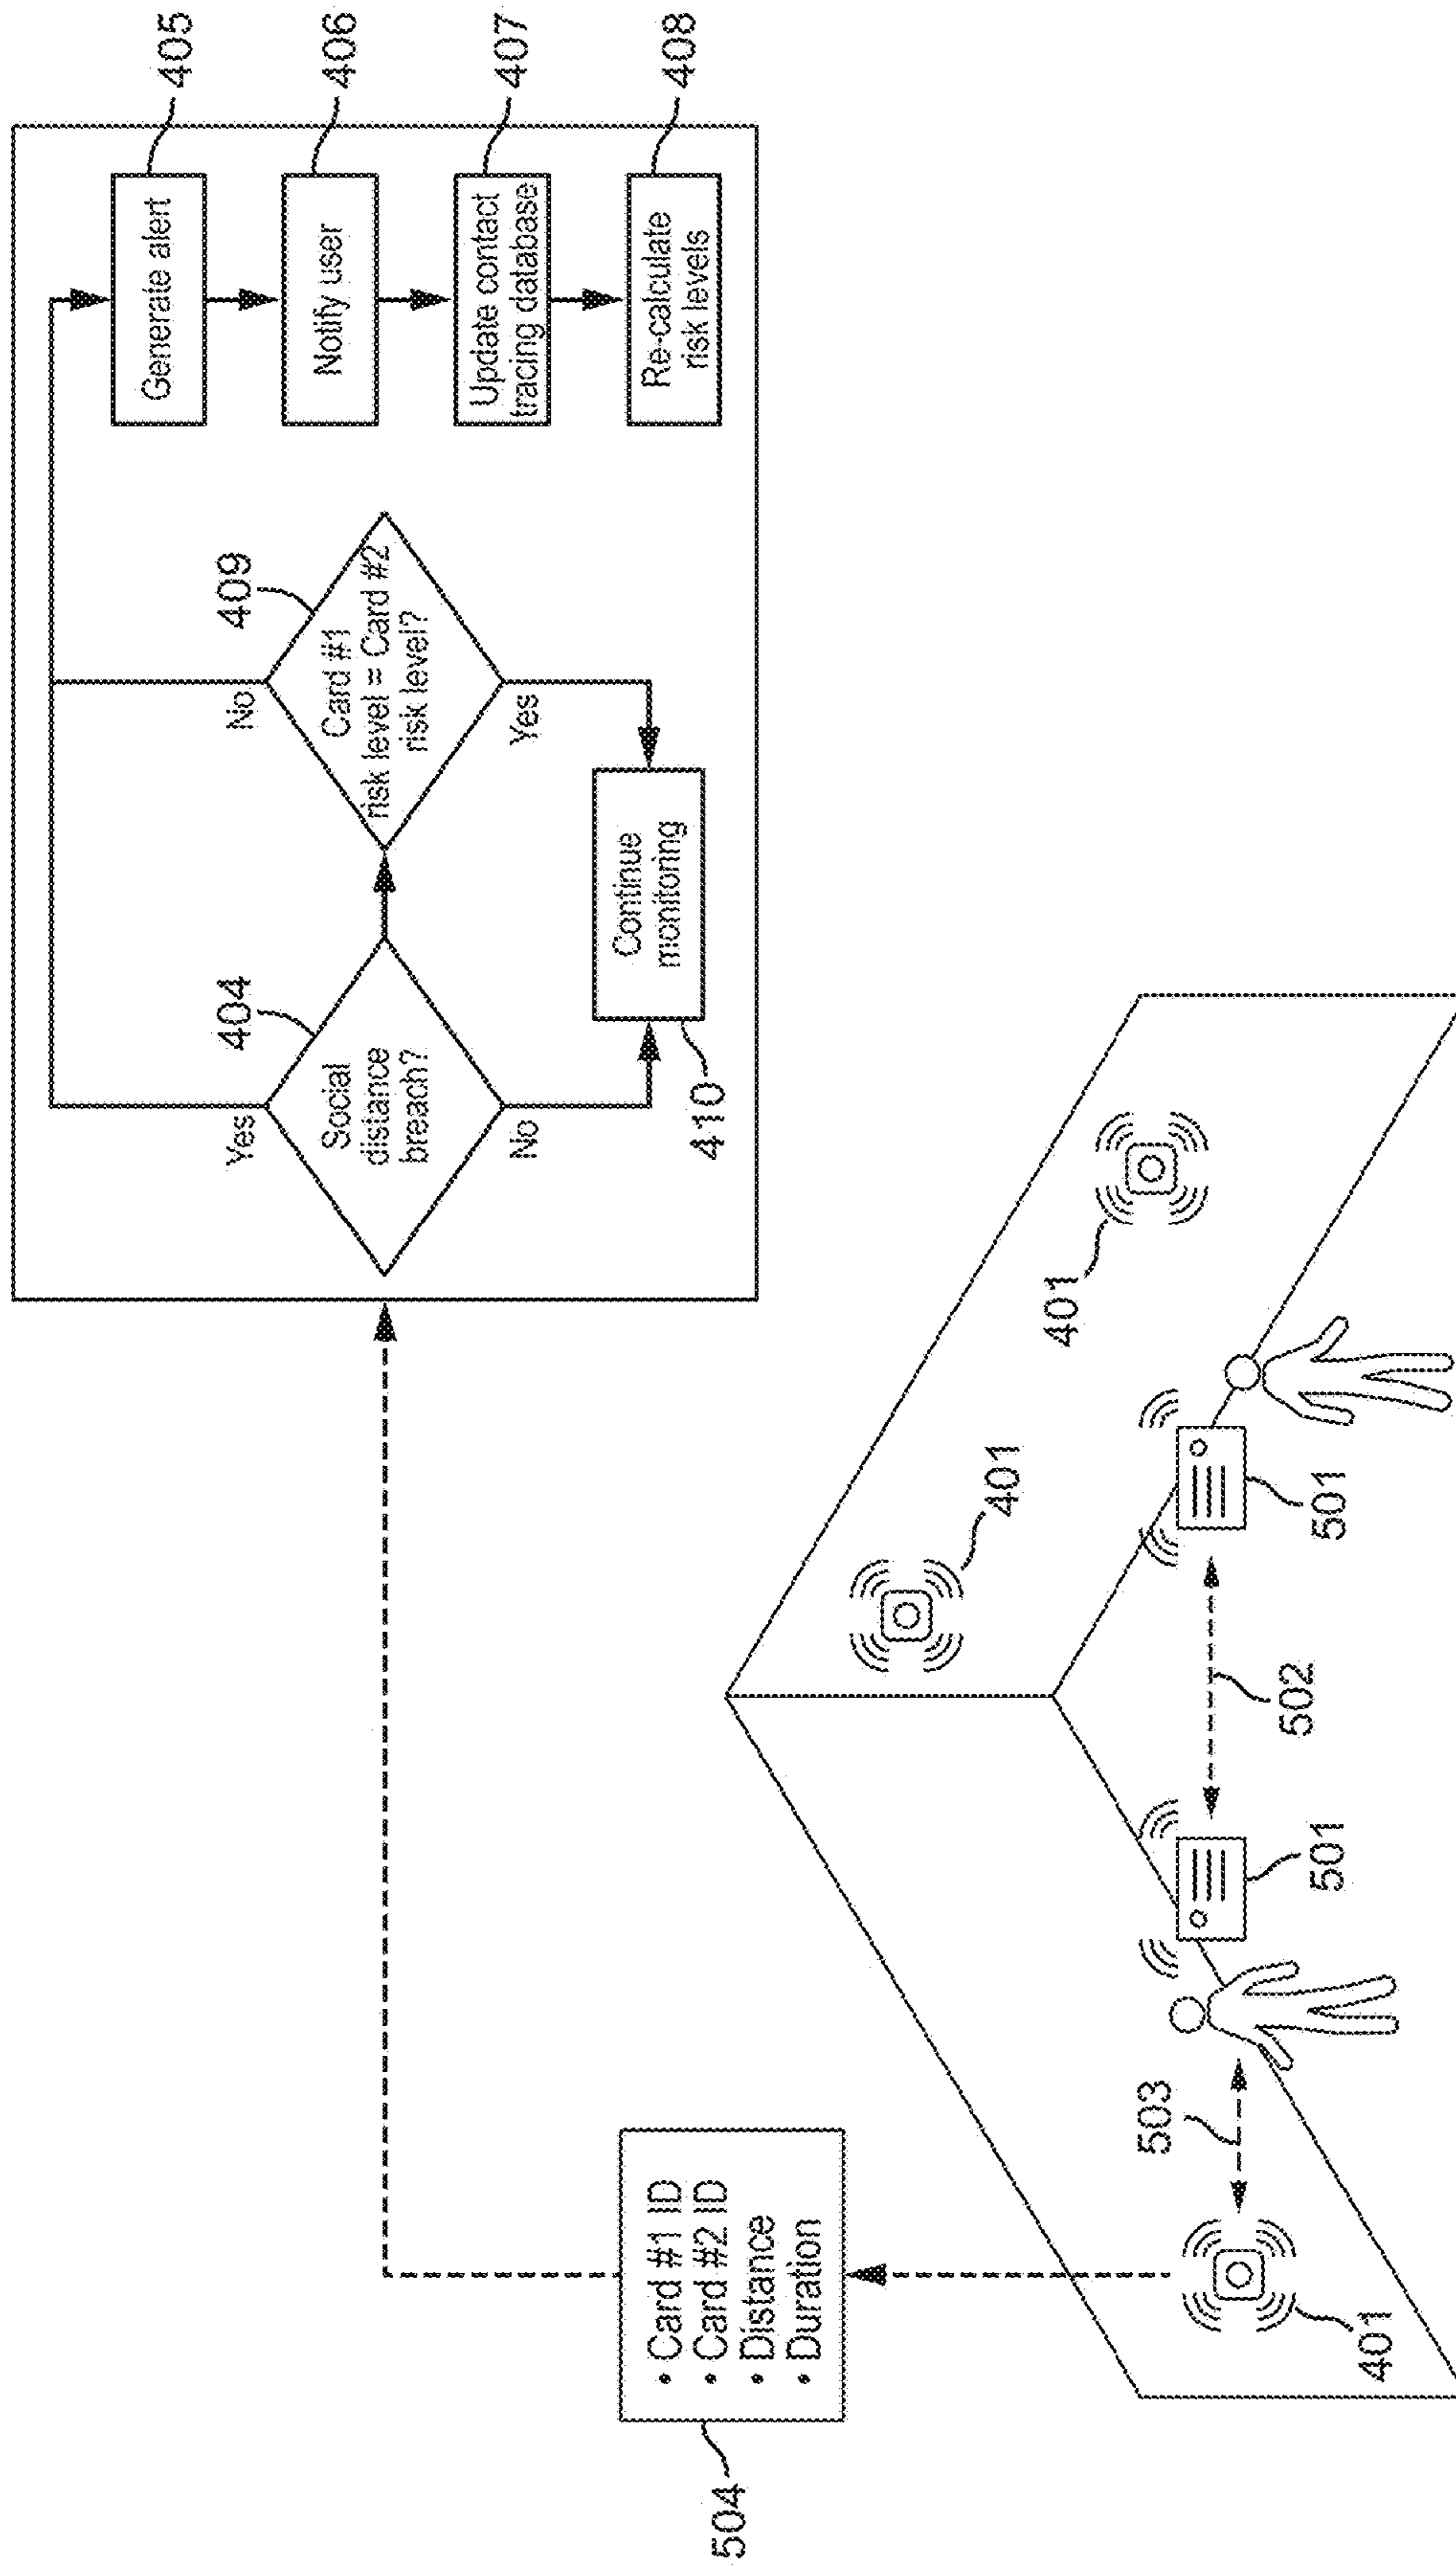 405
Generate alert
406
Notify user
407
Update contact
tracing database
408
Re-calculate
risk levels
409
No
Card #1
risk level = Card #2
risk level?
Yes
404
Yes
Social
distance
breach?
No
Continue
monitoring
410
504
• Card #1 ID
• Card #2 ID
• Distance
• Duration
401
401
401
503
501
502
501